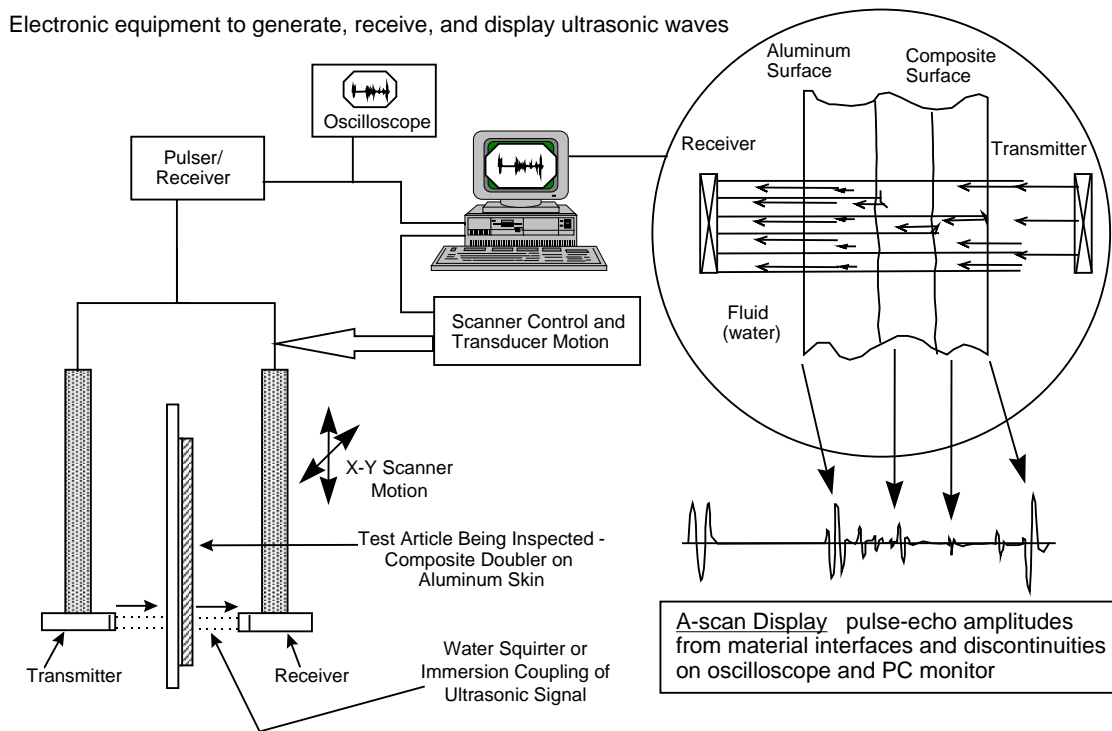 Electronic equipment to generate, receive, and display ultrasonic waves
Oscilloscope
Pulser/
Receiver
Aluminum
Surface
Composite
Surface
Receiver
Transmitter
Fluid
(water)
Scanner Control and
Transducer Motion
X-Y Scanner
Motion
Test Article Being Inspected -
Composite Doubler on
Aluminum Skin
Transmitter
Receiver
Water Squirter or
Immersion Coupling of
Ultrasonic Signal
A-scan Display pulse-echo amplitudes
from material interfaces and discontinuities
on oscilloscope and PC monitor